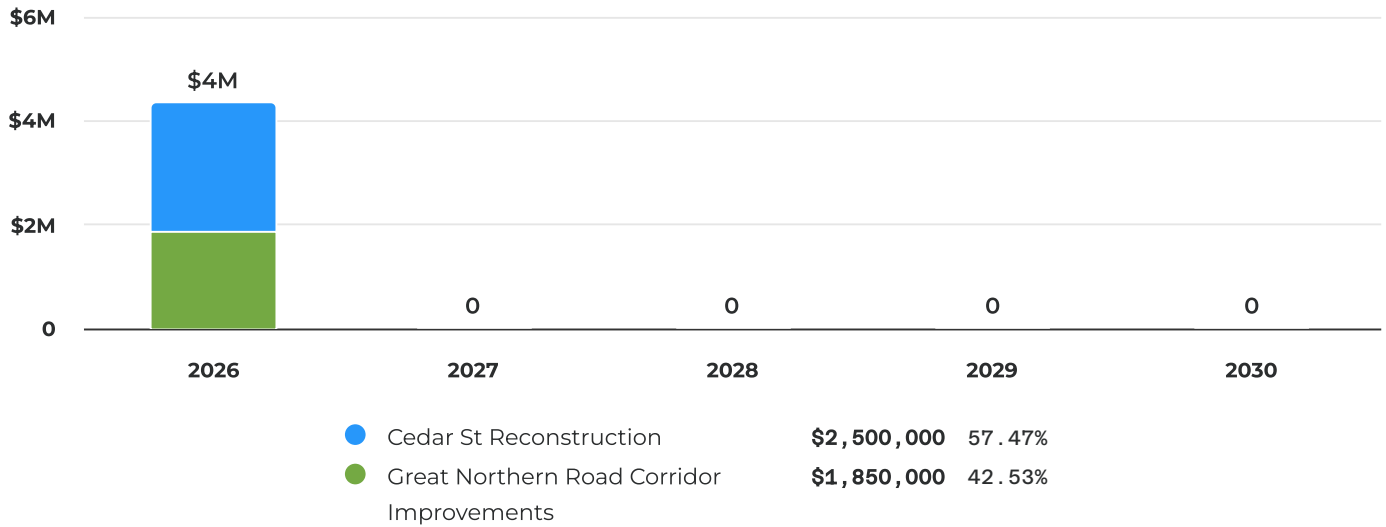 $6M
$4M
$4M
$2M
0
0
0
0
0
2026
2027
2028
2029
2030
Cedar St Reconstruction $2,500,000 57.47%
Great Northern Road Corridor $1,850,000 42.53%
Improvements